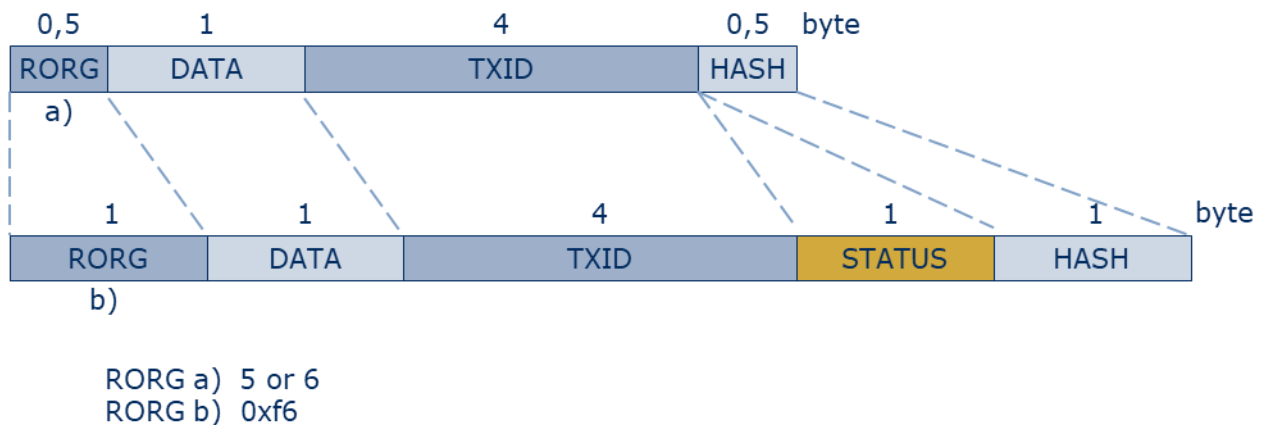 0,5 1 4 0,5 byte
RORG DATA TXID HASH
a)
1 1 4 1 1 byte
RORG DATA TXID STATUS HASH
b)
RORG a) 5 or 6
RORG b) 0xf6